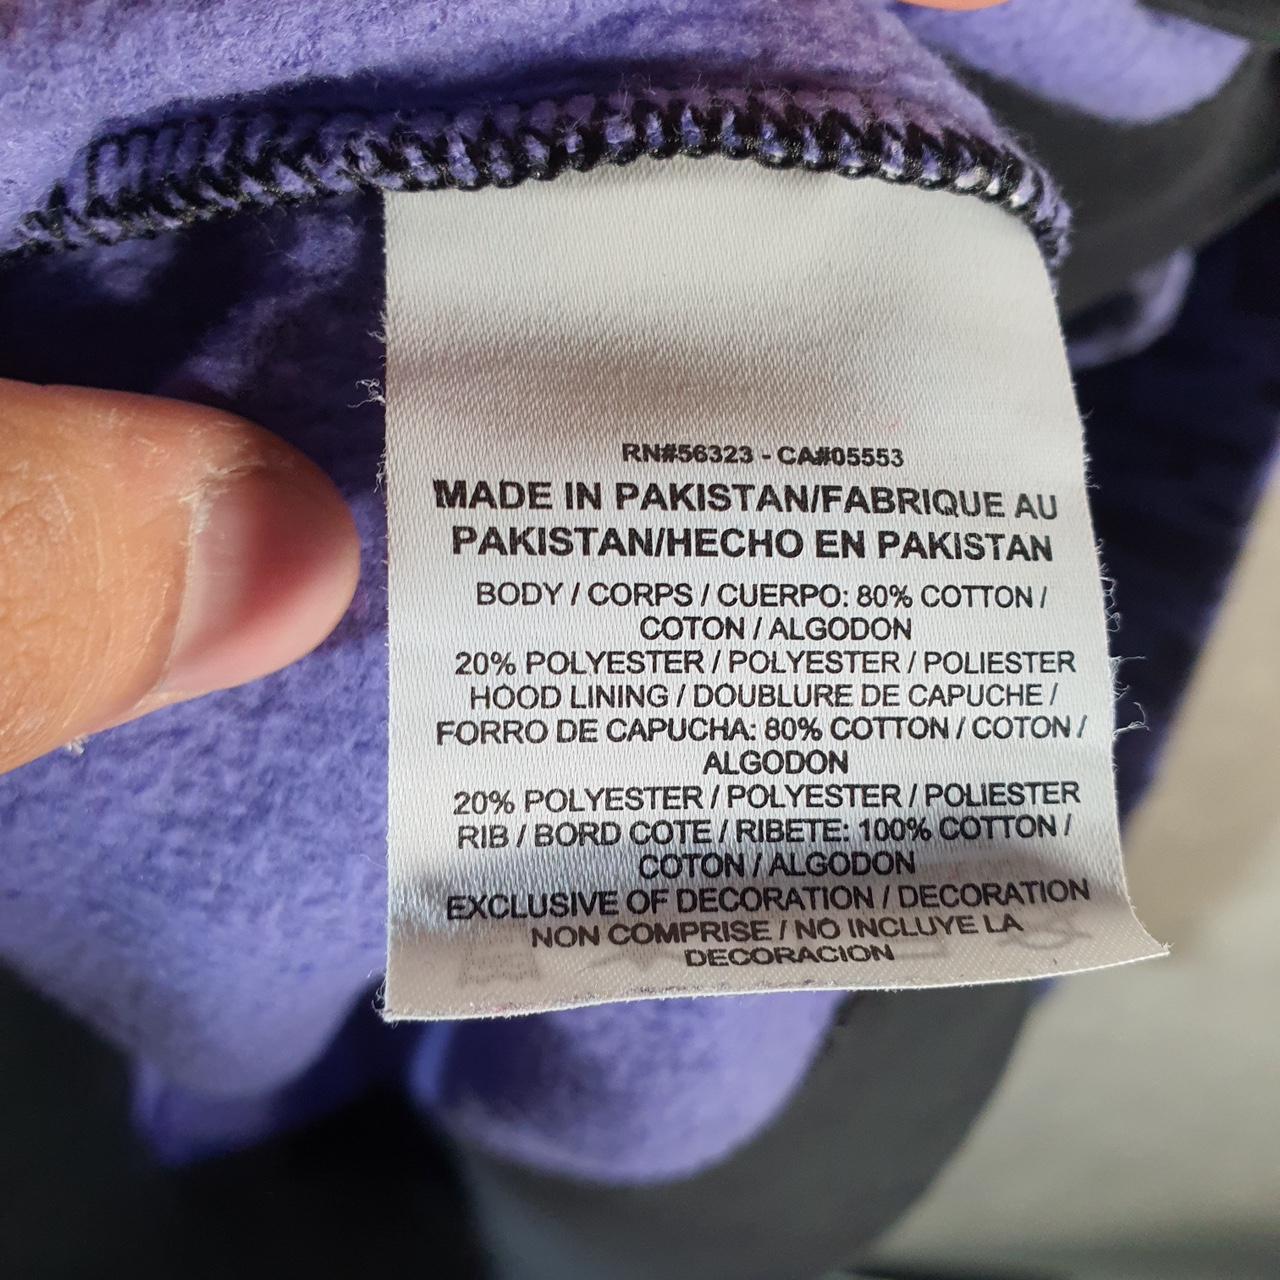 RN#56323 - CA#05553
MADE IN PAKISTAN/FABRIQUE AU
PAKISTAN/HECHO EN PAKISTAN
BODY / CORPS / CUERPO: 80% COTTON /
COTON / ALGODON
20% POLYESTER / POLYESTER / POLIESTER
HOOD LINING / DOUBLURE DE CAPUCHE /
FORRO DE CAPUCHA: 80% COTTON / COTON /
ALGODON
20% POLYESTER / POLYESTER / POLIESTER
RIB / BORD COTE / RIBETE: 100% COTTON /
COTON / ALGODON
EXCLUSIVE OF DECORATION / DECORATION
NON COMPRISE / NO INCLUYE LA
DECORACION